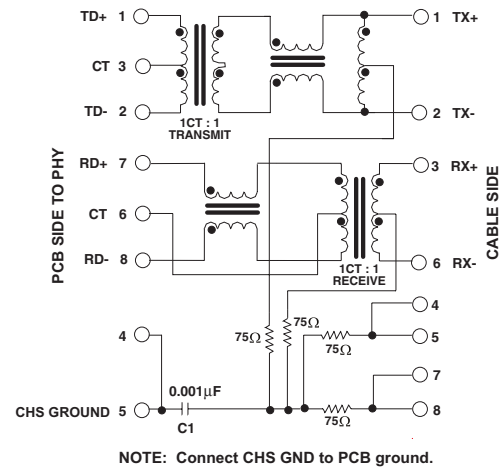 TD+ 1
1 TX+
CT 3
TD- 2
2 TX-
1CT : 1
TRANSMIT
RD+ 7
3 RX+
CT 6
RD- 8
6 RX-
1CT : 1
RECEIVE
PCB SIDE TO PHY
CABLE SIDE
75Ω
75Ω
75Ω
4
5
4
7
0.001µF
CHS GROUND 5
C1
75Ω
8
NOTE: Connect CHS GND to PCB ground.